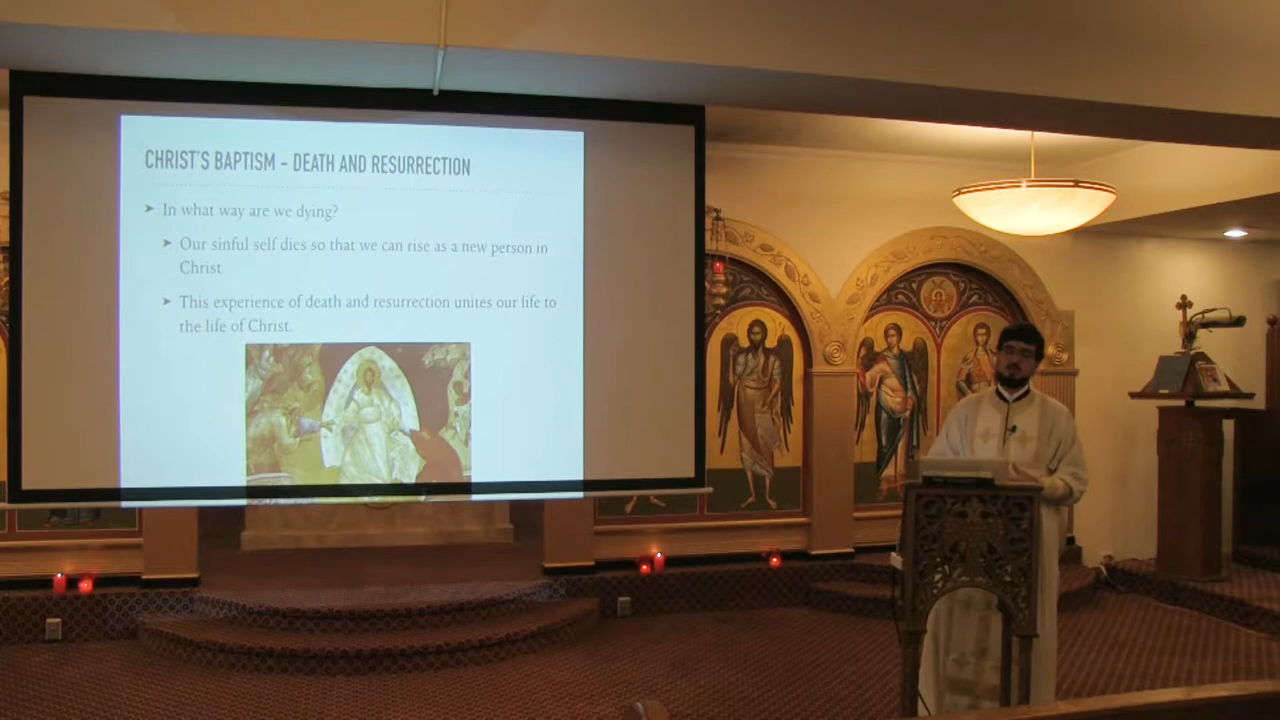 CHRIST'S BAPTISM – DEATH AND RESURRECTION
➤ In what way are we dying?
➤ Our sinful self dies so that we can rise as a new person in
Christ
➤ This experience of death and resurrection unites our life to
the life of Christ.